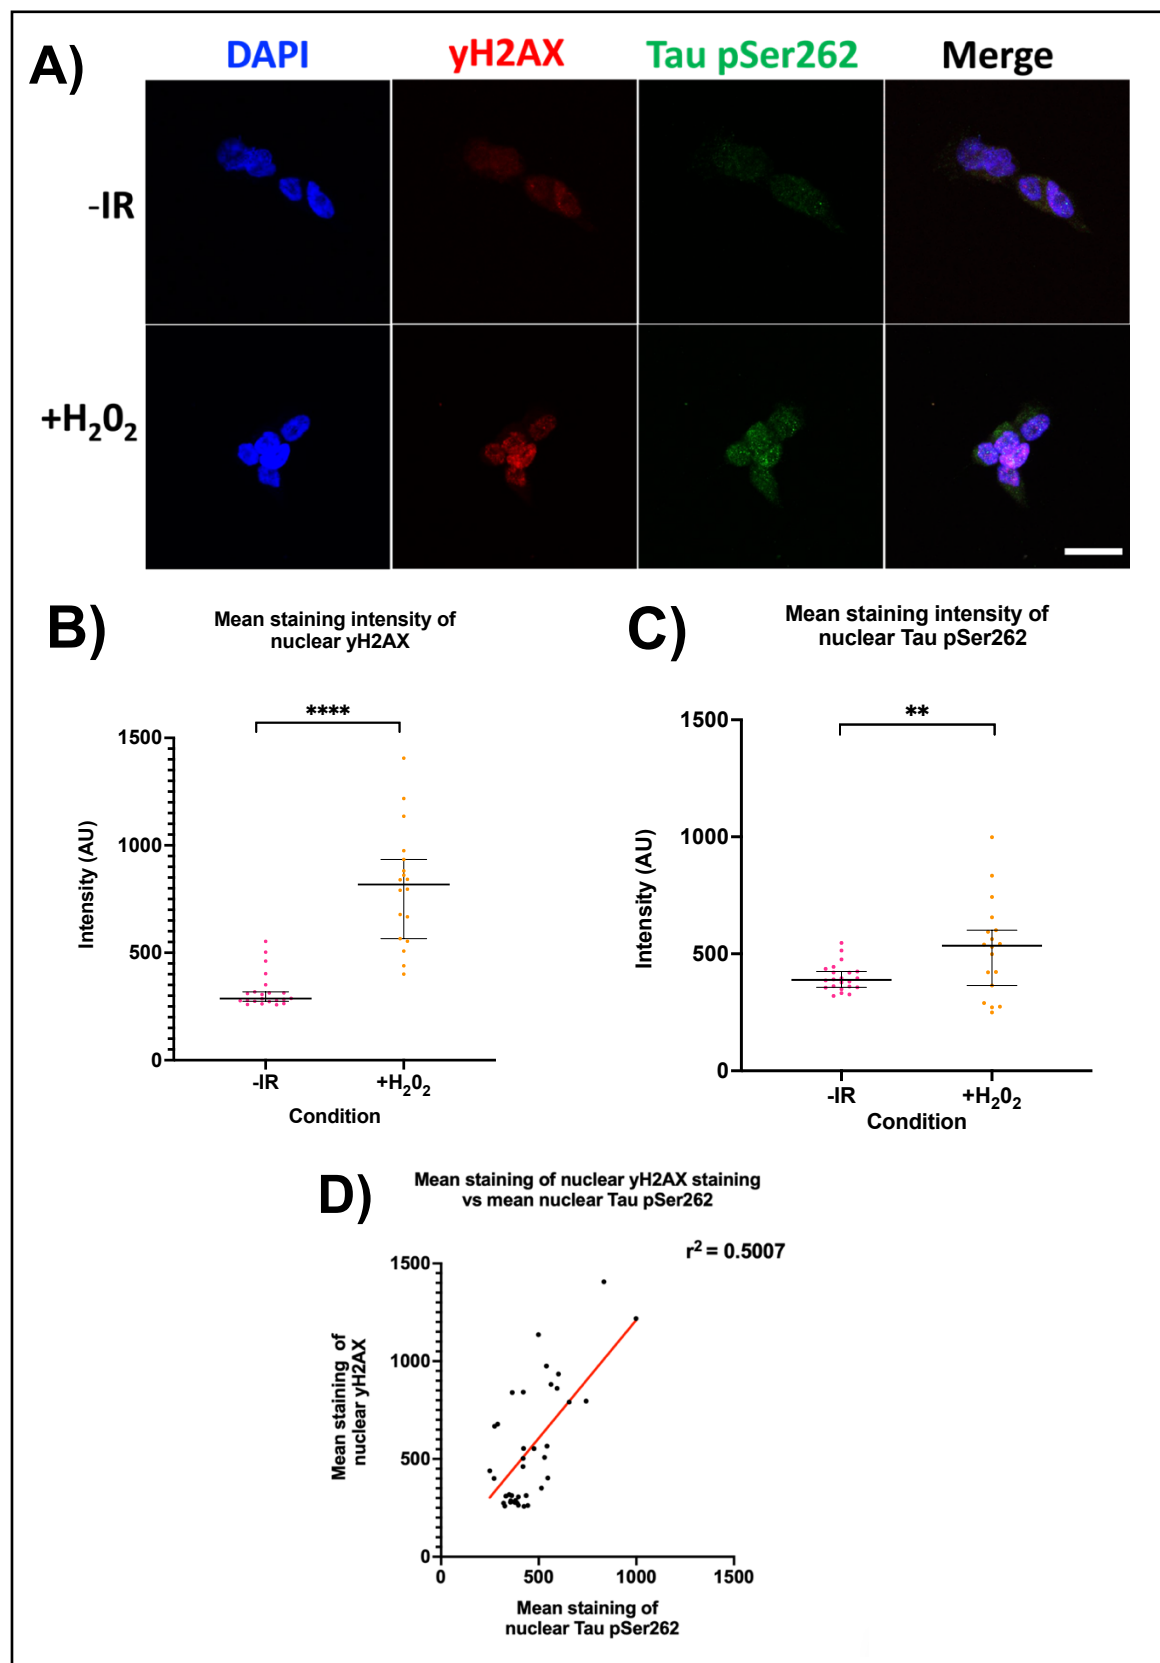 A)
DAPI
yH2AX
Tau pSer262
Merge
-IR
+H₂0₂
B)
Mean staining intensity of
nuclear yH2AX
****
1500
1000
500
0
Intensity (AU)
-IR
+H₂0₂
Condition
C)
Mean staining intensity of
nuclear Tau pSer262
**
1500
1000
500
0
Intensity (AU)
-IR
+H₂0₂
Condition
D)
Mean staining of nuclear yH2AX staining
vs mean nuclear Tau pSer262
r² = 0.5007
1500
1000
500
0
Mean staining of
nuclear yH2AX
0
500
1000
1500
Mean staining of
nuclear Tau pSer262